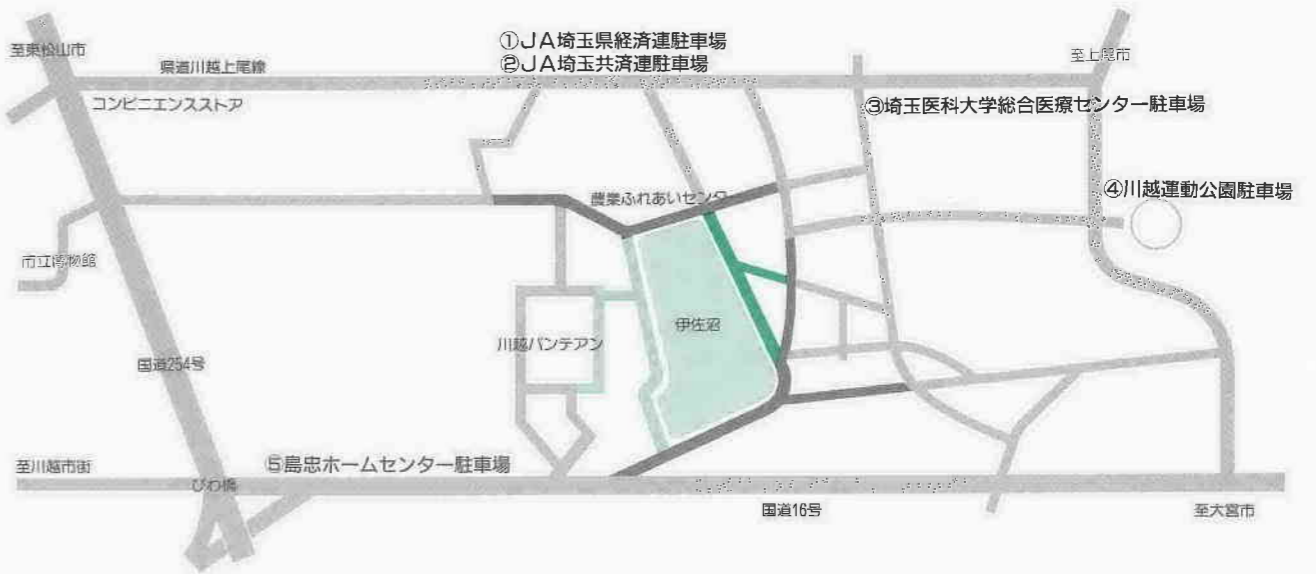 ①JA埼玉県経済連駐車場
②JA埼玉共済連駐車場
至東松山市
至上尾市
県道川越上尾線
コンビニエンスストア
③埼玉医科大学総合医療センター駐車場
農業ふれあいセンター
④川越運動公園駐車場
市立博物館
伊佐沼
川越パンテアン
国道254号
⑤島忠ホームセンター駐車場
至川越市街
びわ橋
国道16号
至大宮市